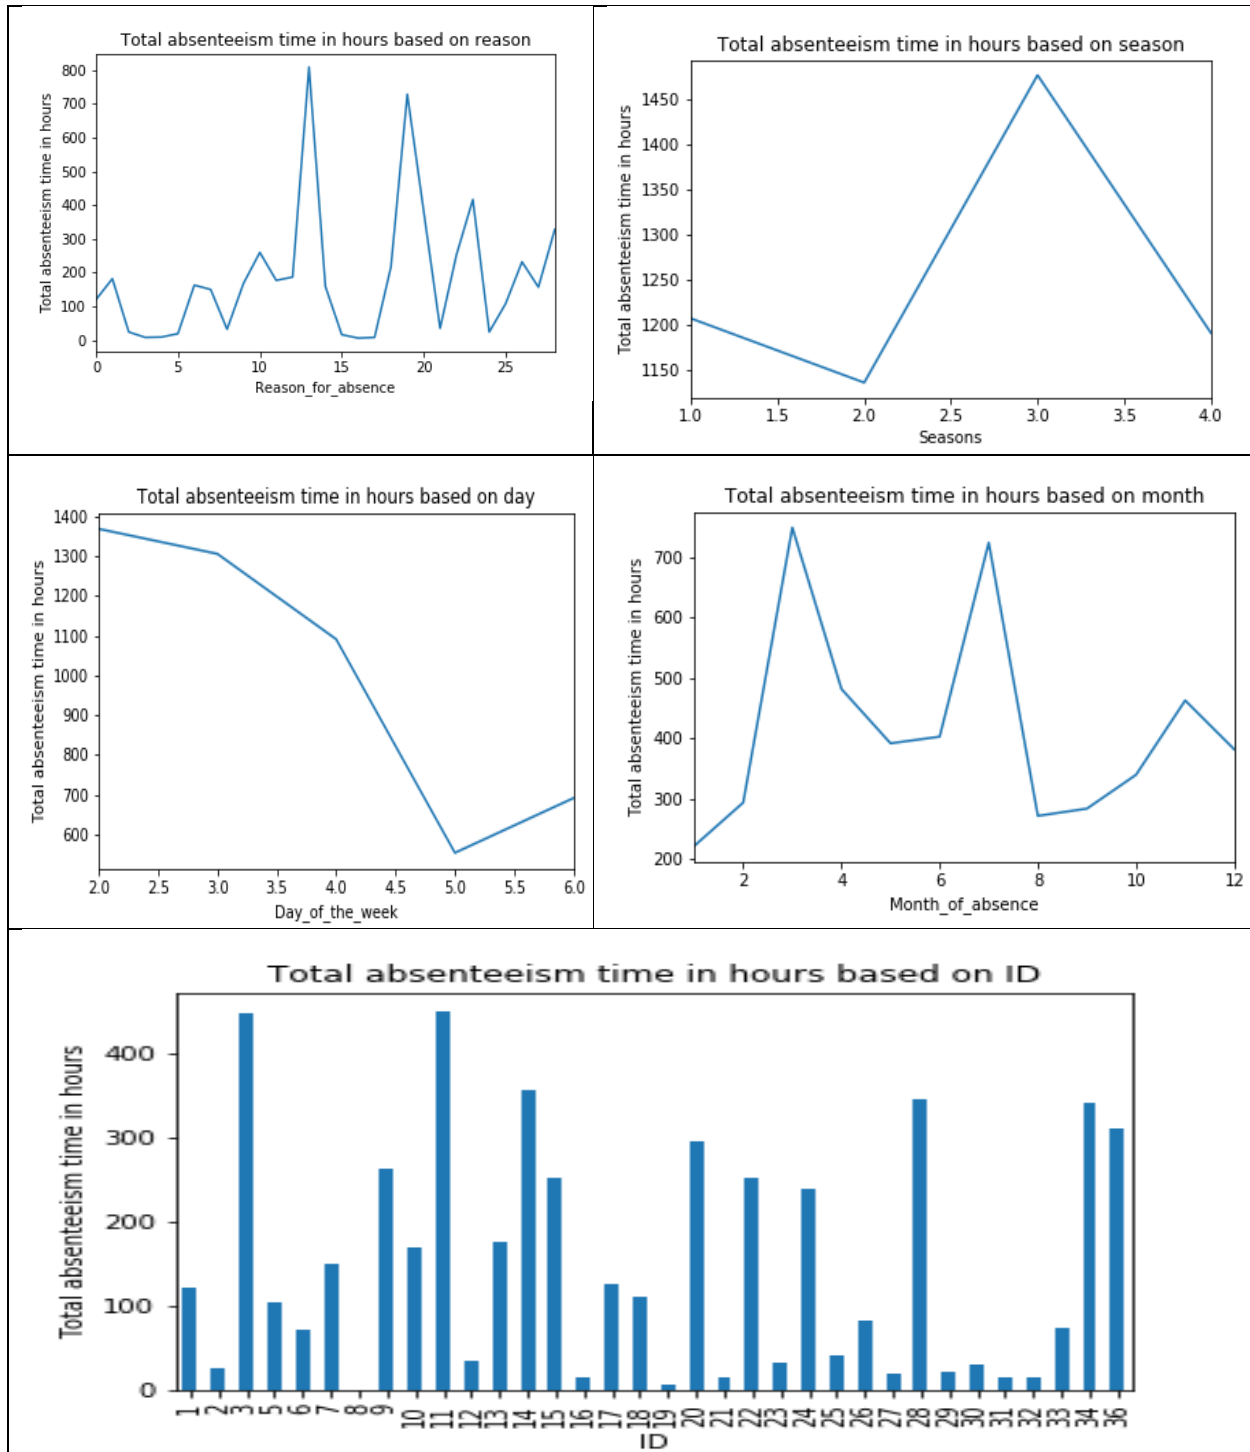 Total absenteeism time in hours based on reason
Total absenteeism time in hours
800
700
600
500
400
300
200
100
0
0 5 10 15 20 25
Reason_for_absence
Total absenteeism time in hours based on season
Total absenteeism time in hours
1450
1400
1350
1300
1250
1200
1150
1.0 1.5 2.0 2.5 3.0 3.5 4.0
Seasons
Total absenteeism time in hours based on day
Total absenteeism time in hours
1400
1300
1200
1100
1000
900
800
700
600
2.0 2.5 3.0 3.5 4.0 4.5 5.0 5.5 6.0
Day_of_the_week
Total absenteeism time in hours based on month
Total absenteeism time in hours
700
600
500
400
300
200
2 4 6 8 10 12
Month_of_absence
Total absenteeism time in hours based on ID
Total absenteeism time in hours
400
300
200
100
0
1 2 3 5 6 7 8 9 10 11 12 13 14 15 16 17 18 19 20 21 22 23 24 25 26 27 28 29 30 31 32 33 34 36
ID